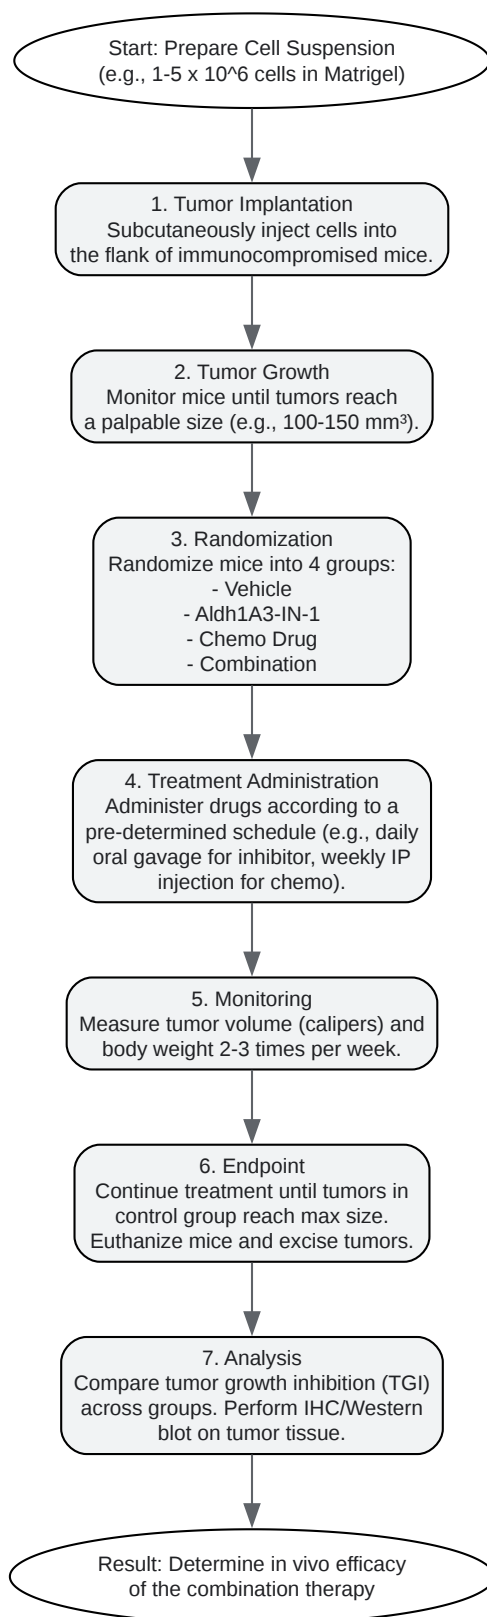 Start: Prepare Cell Suspension
(e.g., 1-5 x 10^6 cells in Matrigel)
1. Tumor Implantation
Subcutaneously inject cells into
the flank of immunocompromised mice.
2. Tumor Growth
Monitor mice until tumors reach
a palpable size (e.g., 100-150 mm³).
3. Randomization
Randomize mice into 4 groups:
- Vehicle
- Aldh1A3-IN-1
- Chemo Drug
- Combination
4. Treatment Administration
Administer drugs according to a
pre-determined schedule (e.g., daily
oral gavage for inhibitor, weekly IP
injection for chemo).
5. Monitoring
Measure tumor volume (calipers) and
body weight 2-3 times per week.
6. Endpoint
Continue treatment until tumors in
control group reach max size.
Euthanize mice and excise tumors.
7. Analysis
Compare tumor growth inhibition (TGI)
across groups. Perform IHC/Western
blot on tumor tissue.
Result: Determine in vivo efficacy
of the combination therapy